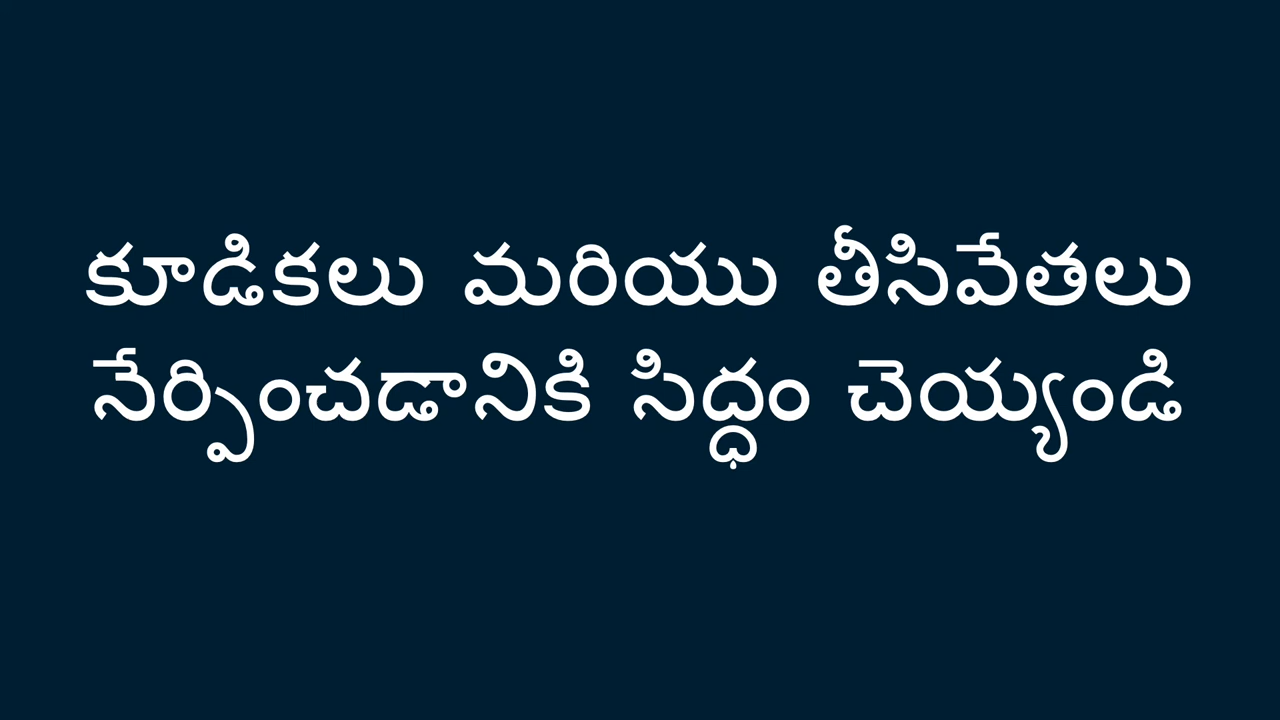 కూడికలు మరియు తీసివేతలు
నేర్పించడానికి సిద్ధం చెయ్యండి